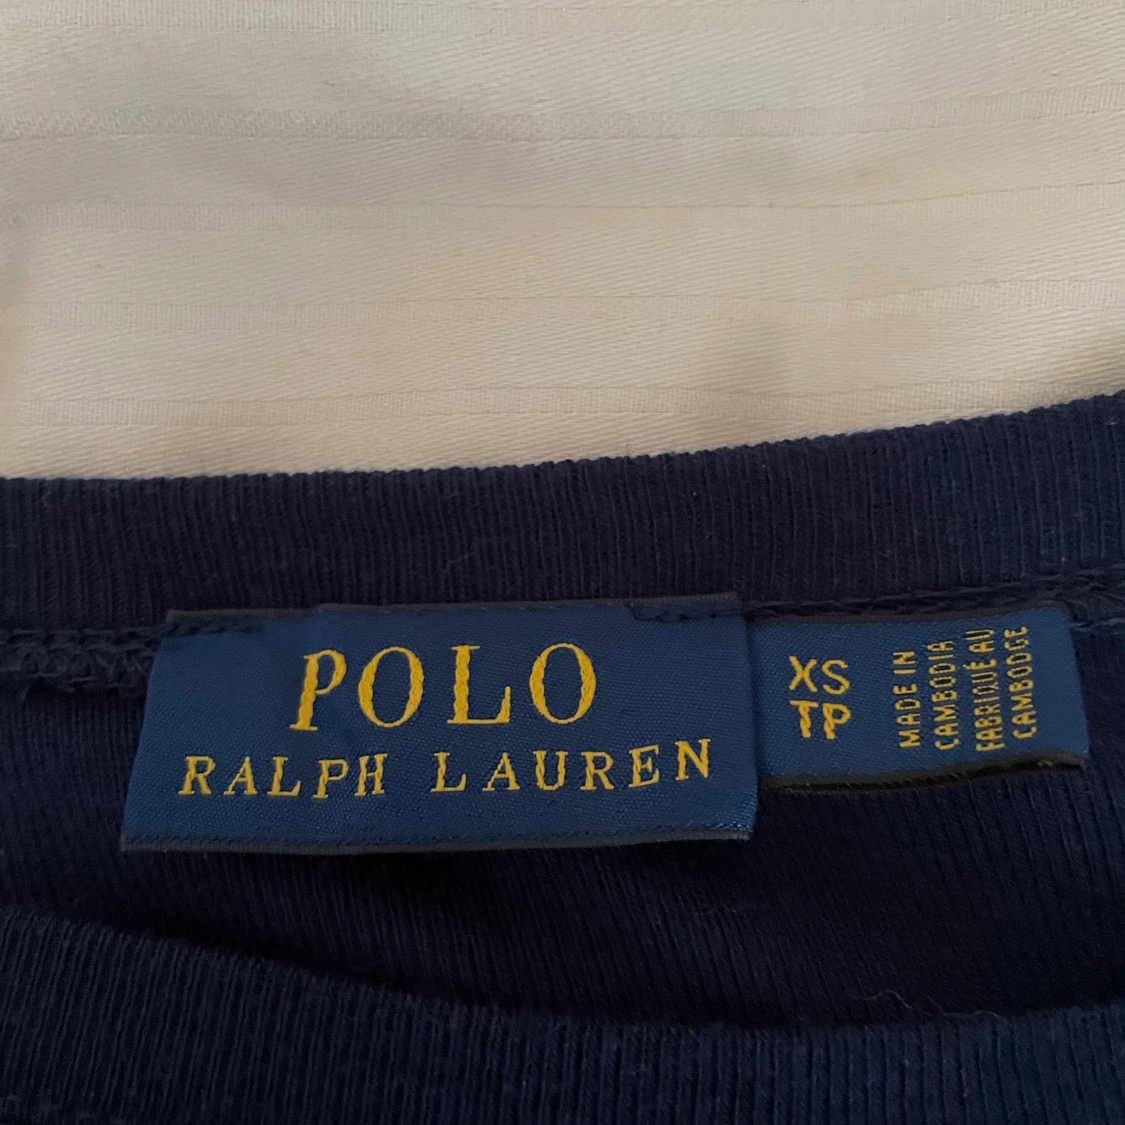 POLO
RALPH LAUREN
XS
TP
MADE IN
CAMBODIA
FABRIQUÉ AU
CAMBODGE